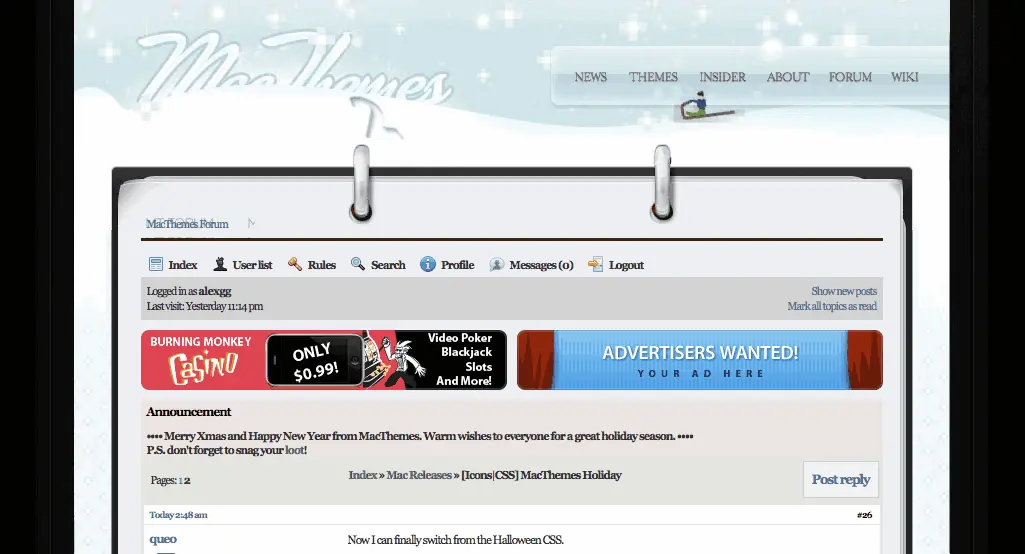 MacThemes
NEWS THEMES INSIDER ABOUT FORUM WIKI
MacThemes Forum
Index User list Rules Search Profile Messages (0) Logout
Logged in as alexgg
Show new posts
Last visit: Yesterday 11:14 pm
Mark all topics as read
BURNING MONKEY
CASINO
ONLY
$0.99!
Video Poker
Blackjack
Slots
And More!
ADVERTISERS WANTED!
YOUR AD HERE
Announcement
•••• Merry Xmas and Happy New Year from MacThemes. Warm wishes to everyone for a great holiday season. ••••
P.S. don't forget to snag your loot!
Pages: 1 2
Index » Mac Releases » [Icons|CSS] MacThemes Holiday
Post reply
Today 2:48 am
#26
queo
Now I can finally switch from the Halloween CSS.